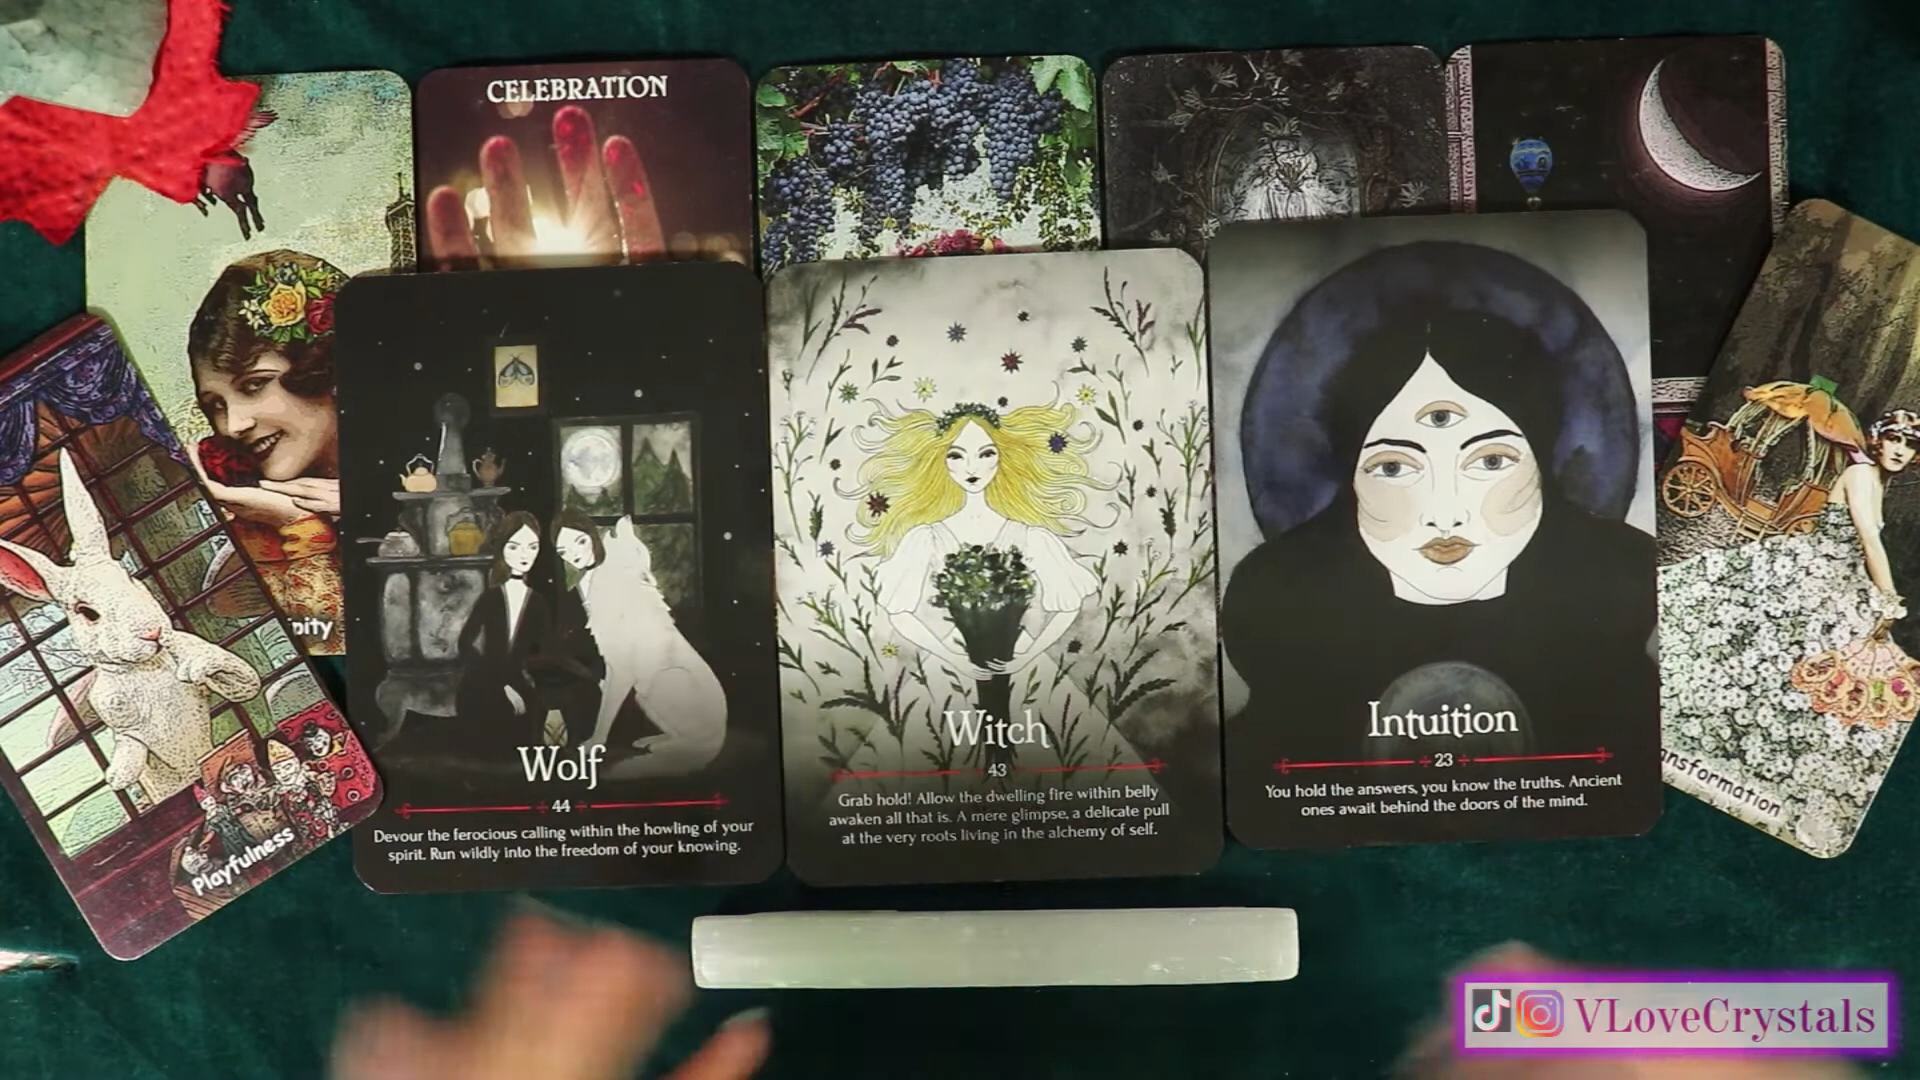 CELEBRATION
Playfulness
Wolf
44
Devour the ferocious calling within the howling of your
spirit. Run wildly into the freedom of your knowing.
Witch
43
Grab hold! Allow the dwelling fire within belly
awaken all that is. A mere glimpse, a delicate pull
at the very roots living in the alchemy of self.
Intuition
23
You hold the answers, you know the truths. Ancient
ones await behind the doors of the mind.
VLoveCrystals